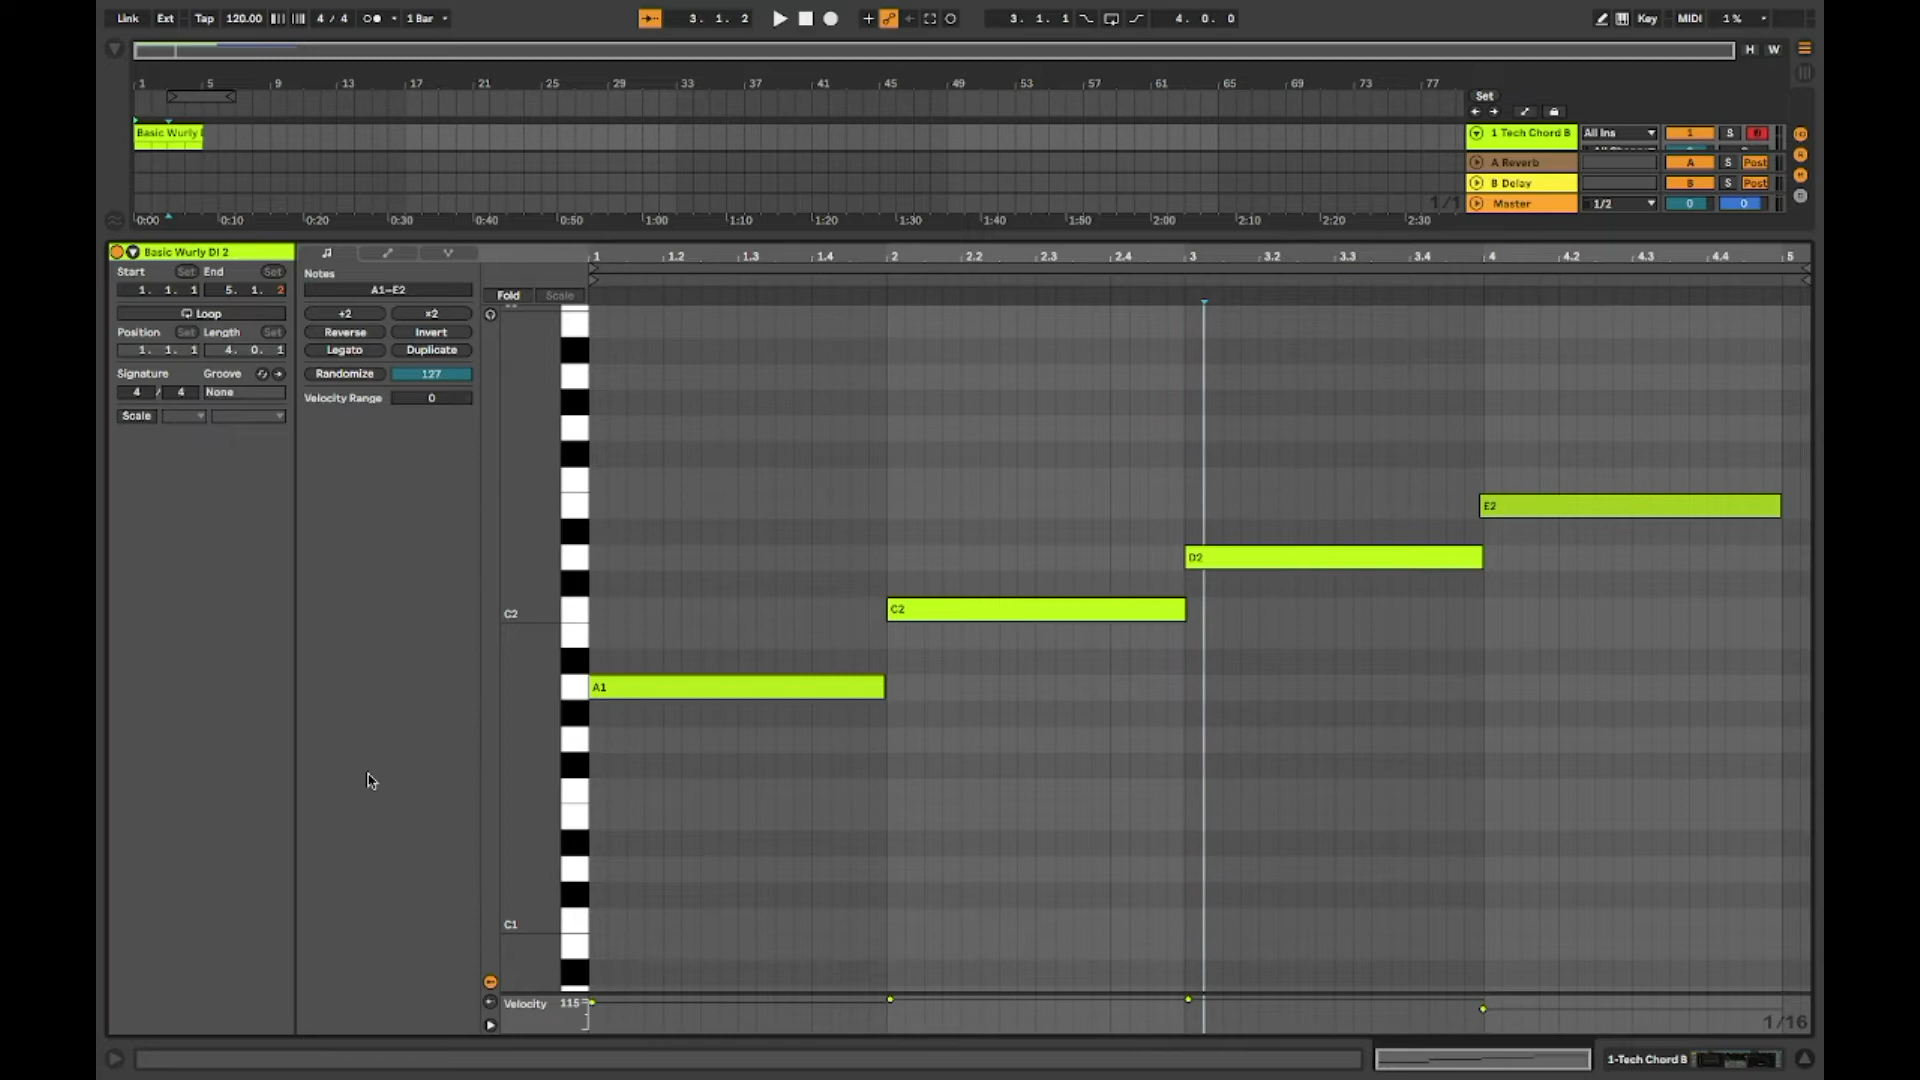 Link Ext Tap 120.00 4 / 4 1 Bar 3. 1. 2 3. 1. 1 4. 0. 0 Key MIDI 1 %
H W
1 5 9 13 17 21 25 29 33 37 41 45 49 53 57 61 65 69 73 77
Set
Basic Wurly 1 Tech Chord B All Ins 1 S
A Reverb A S Post
B Delay B S Post
1/1 Master 1/2 0 0
0:00 0:10 0:20 0:30 0:40 0:50 1:00 1:10 1:20 1:30 1:40 1:50 2:00 2:10 2:20 2:30
Basic Wurly DI 2 1 1.2 1.3 1.4 2 2.2 2.3 2.4 3 3.2 3.3 3.4 4 4.2 4.3 4.4 5
Start Set End Set Notes
1. 1. 1 5. 1. 2 A1-E2 Fold Scale
Loop ÷2 ×2
Position Set Length Set Reverse Invert
1. 1. 1 4. 0. 1 Legato Duplicate
Signature Groove Randomize 127
4 / 4 None Velocity Range 0
Scale
E2
D2
C2 C2
A1
C1
Velocity 115
1/16
1-Tech Chord B